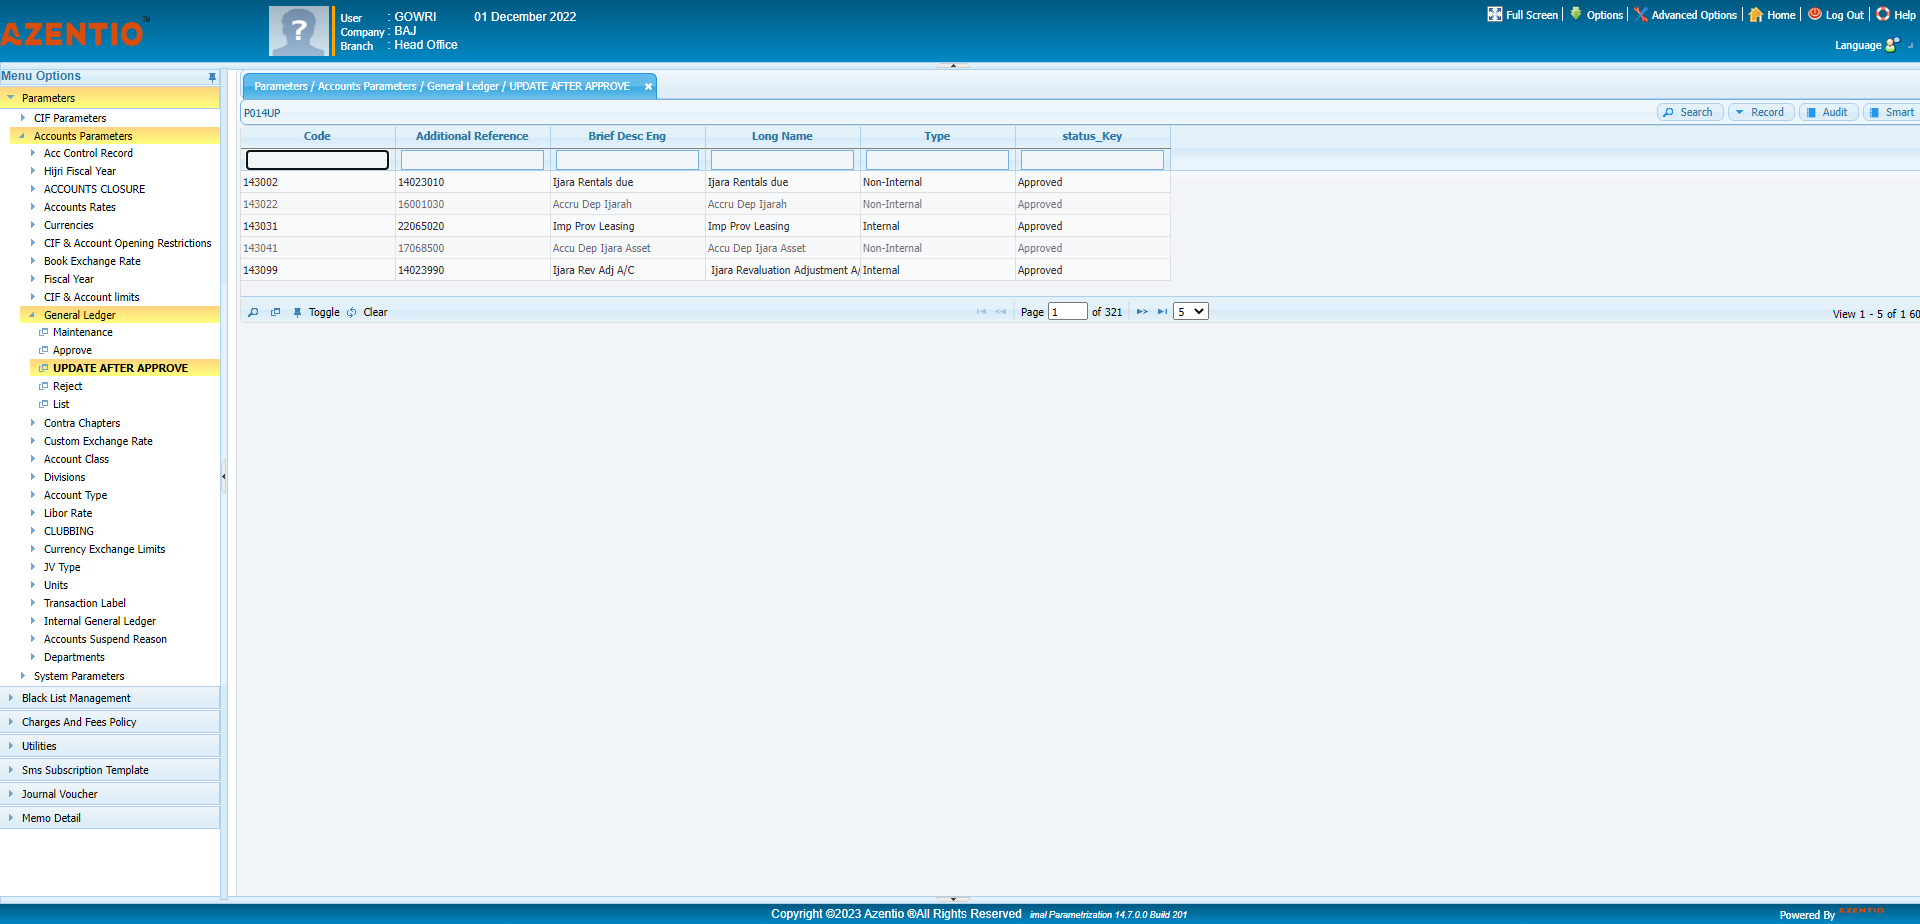 AZENTIO™
User : GOWRI 01 December 2022
Company : BAJ
Branch : Head Office
Full Screen Options Advanced Options Home Log Out Help
Language
Menu Options
Parameters
CIF Parameters
Accounts Parameters
Acc Control Record
Hijri Fiscal Year
ACCOUNTS CLOSURE
Accounts Rates
Currencies
CIF & Account Opening Restrictions
Book Exchange Rate
Fiscal Year
CIF & Account limits
General Ledger
Maintenance
Approve
UPDATE AFTER APPROVE
Reject
List
Contra Chapters
Custom Exchange Rate
Account Class
Divisions
Account Type
Libor Rate
CLUBBING
Currency Exchange Limits
JV Type
Units
Transaction Label
Internal General Ledger
Accounts Suspend Reason
Departments
System Parameters
Black List Management
Charges And Fees Policy
Utilities
Sms Subscription Template
Journal Voucher
Memo Detail
Parameters / Accounts Parameters / General Ledger / UPDATE AFTER APPROVE
P014UP
Search Record Audit Smart
Code Additional Reference Brief Desc Eng Long Name Type status_Key
143002 14023010 Ijara Rentals due Ijara Rentals due Non-Internal Approved
143022 16001030 Accru Dep Ijarah Accru Dep Ijarah Non-Internal Approved
143031 22065020 Imp Prov Leasing Imp Prov Leasing Internal Approved
143041 17068500 Accu Dep Ijara Asset Accu Dep Ijara Asset Non-Internal Approved
143099 14023990 Ijara Rev Adj A/C Ijara Revaluation Adjustment A/ Internal Approved
Toggle Clear Page 1 of 321 5 View 1 - 5 of 1 60
Copyright ©2023 Azentio ®All Rights Reserved imal Parametrization 14.7.0.0 Build 201
Powered By AZENTIO